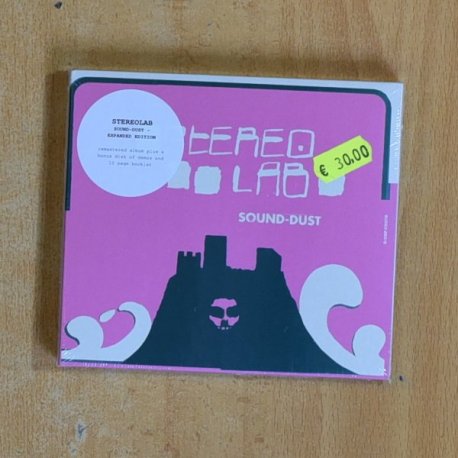 STEREOLAB
SOUND-DUST -
EXPANDED EDITION
remastered album plus a
bonus disc of demos and
12 page booklet
STEREO
LAB
€ 30,00
SOUND-DUST